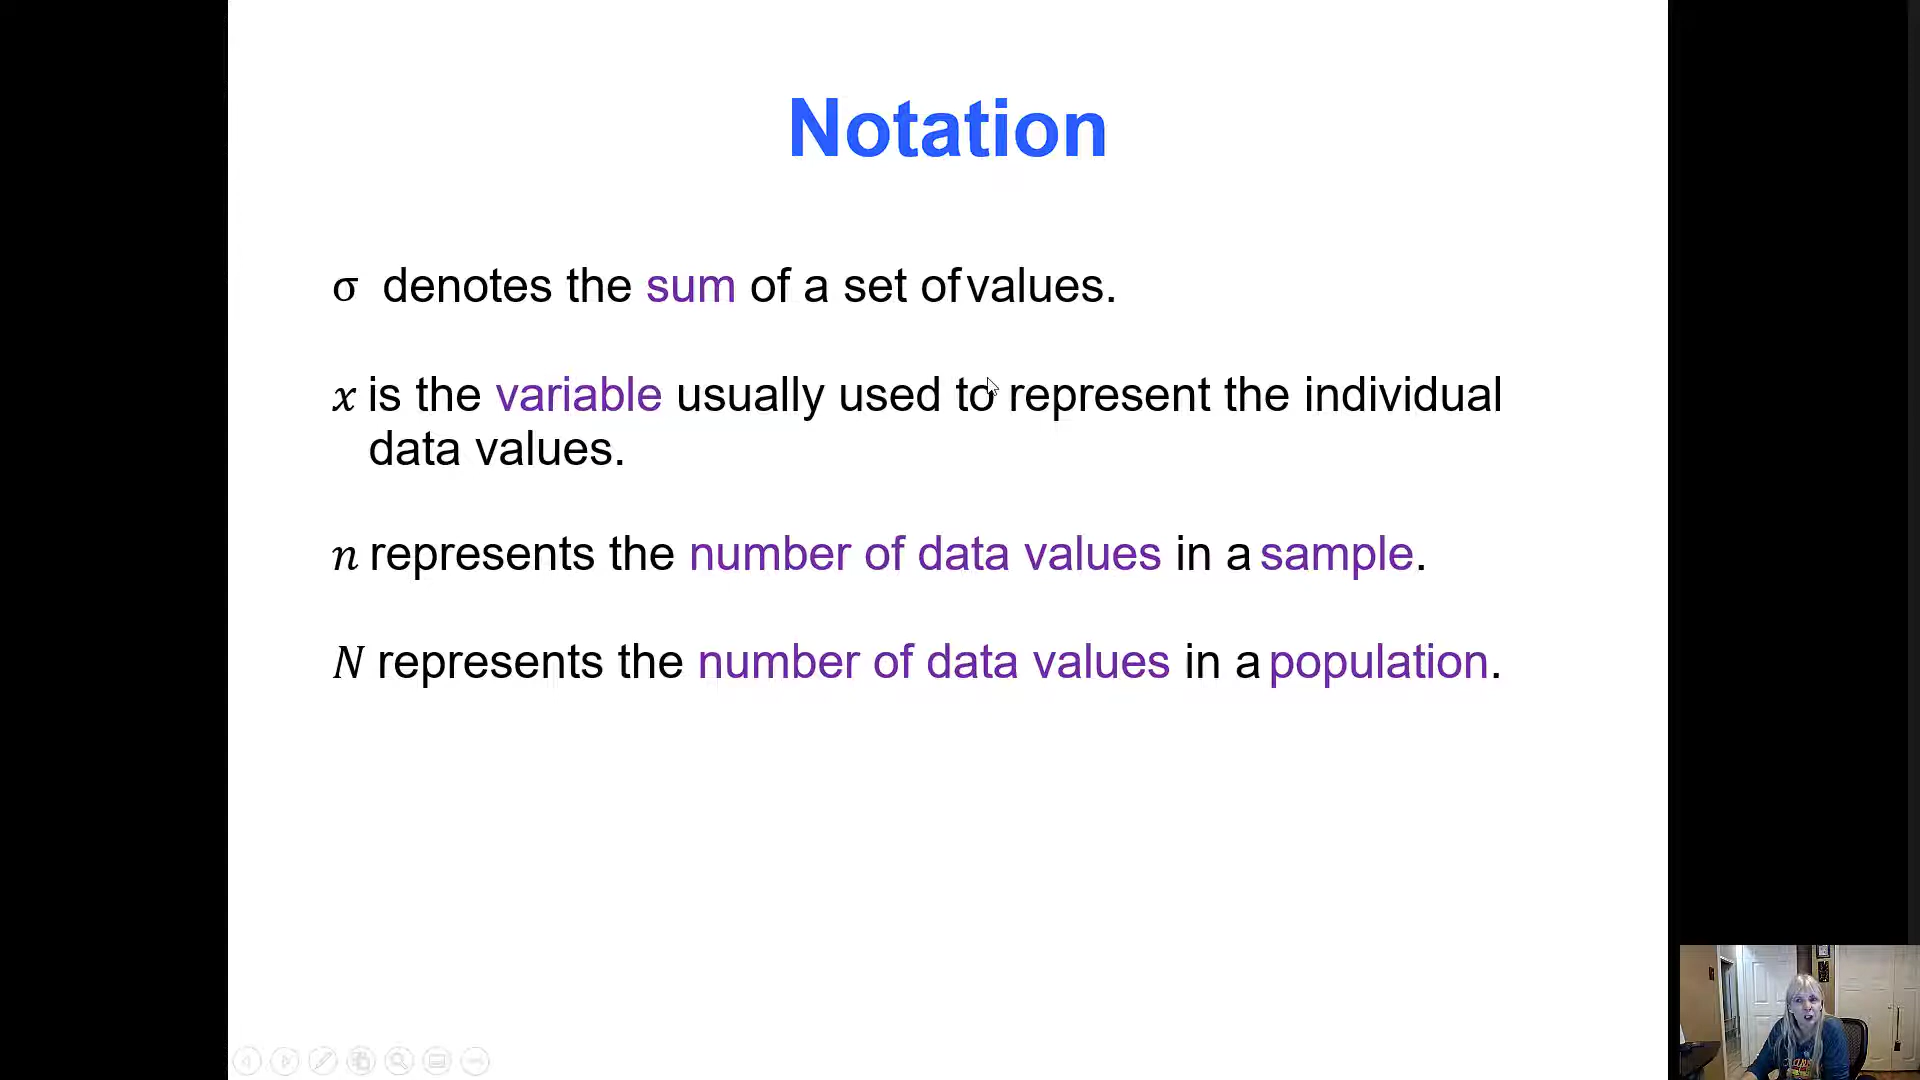 Notation
σ denotes the sum of a set of values.
x is the variable usually used to represent the individual
data values.
n represents the number of data values in a sample.
N represents the number of data values in a population.